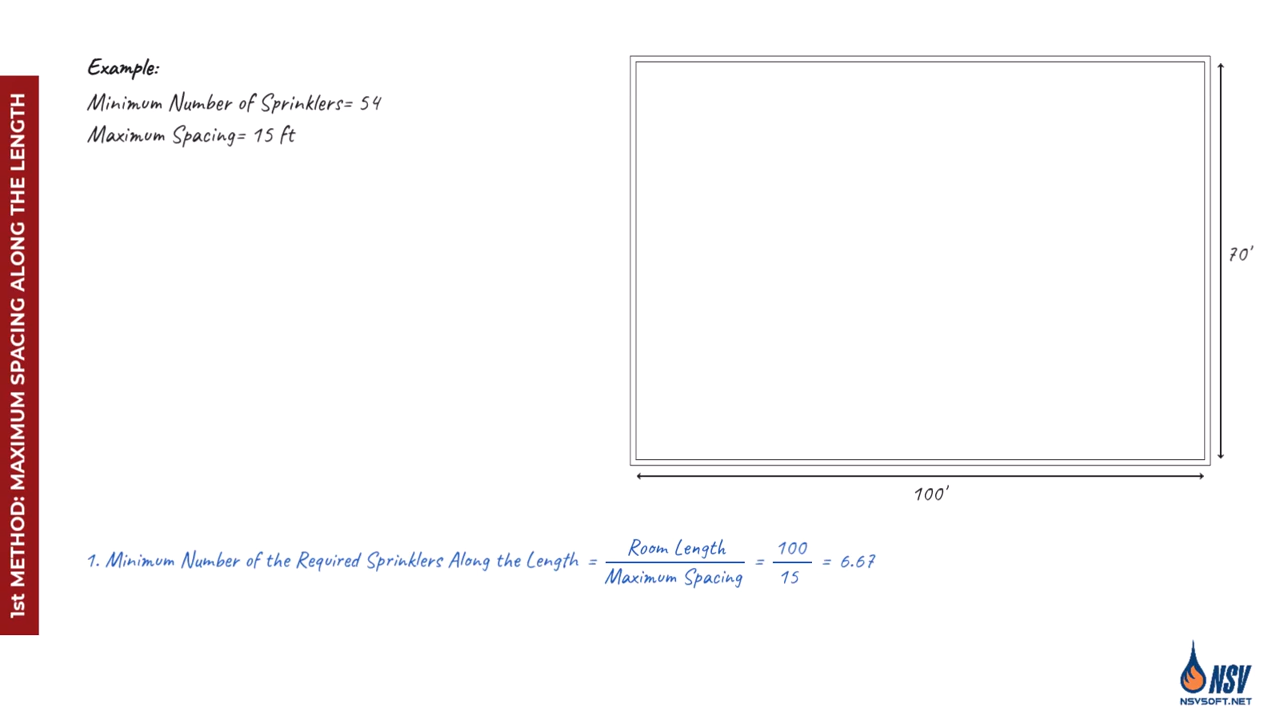 1st METHOD: MAXIMUM SPACING ALONG THE LENGTH
Example:
Minimum Number of Sprinklers= 54
Maximum Spacing= 15 ft
70'
100'
1. Minimum Number of the Required Sprinklers Along the Length = Room Length / Maximum Spacing = 100 / 15 = 6.67
NSV
NSVSOFT.NET